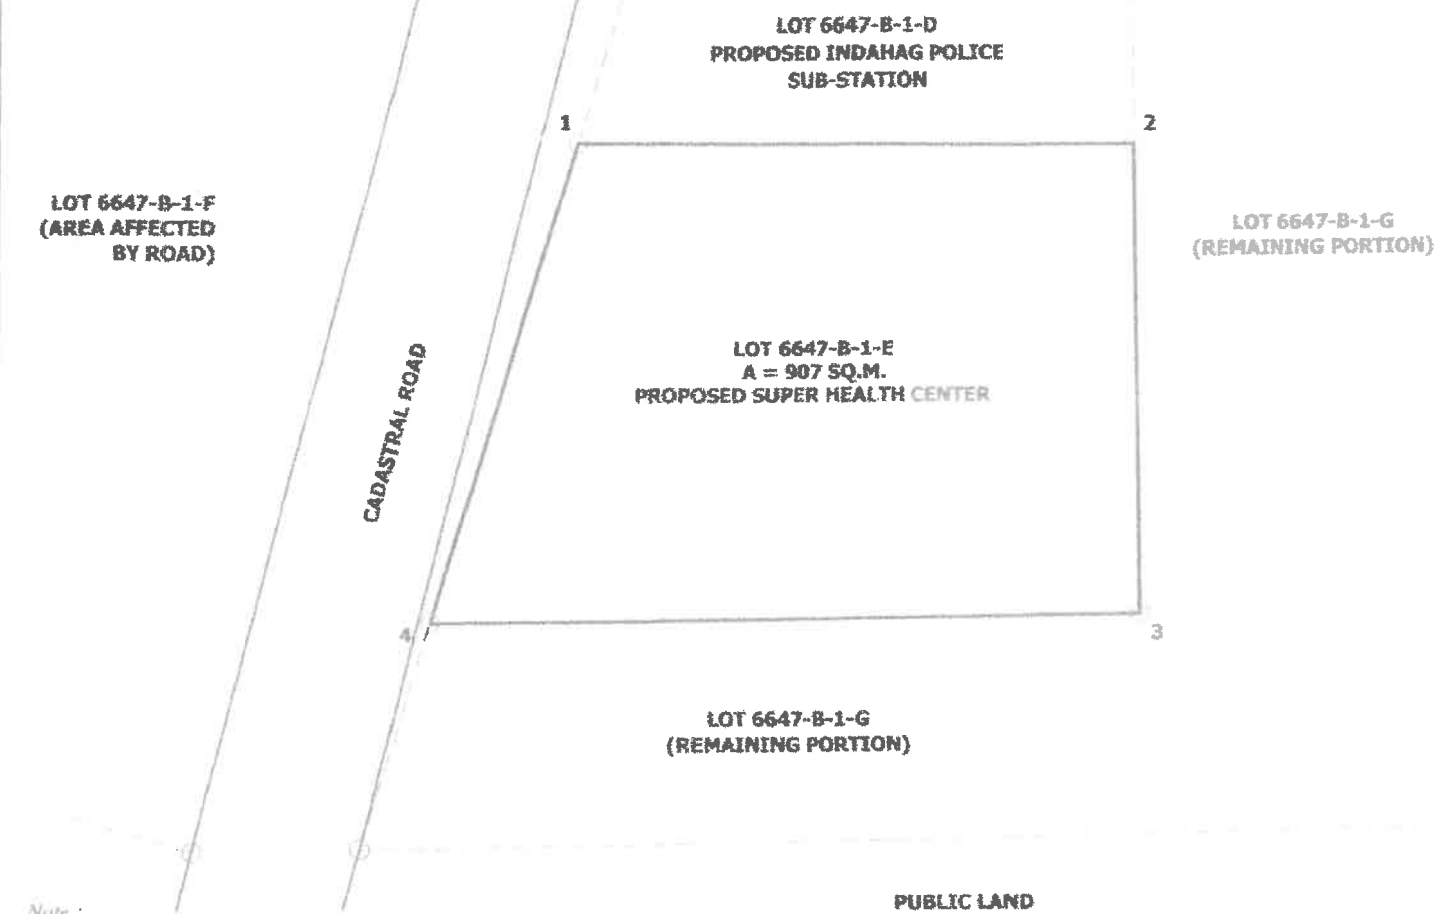 LOT 6647-B-1-D
PROPOSED INDAHAG POLICE
SUB-STATION
1
2
LOT 6647-B-1-F
(AREA AFFECTED
BY ROAD)
LOT 6647-B-1-G
(REMAINING PORTION)
CADASTRAL ROAD
LOT 6647-B-1-E
A = 907 SQ.M.
PROPOSED SUPER HEALTH CENTER
4
3
LOT 6647-B-1-G
(REMAINING PORTION)
PUBLIC LAND
Note :